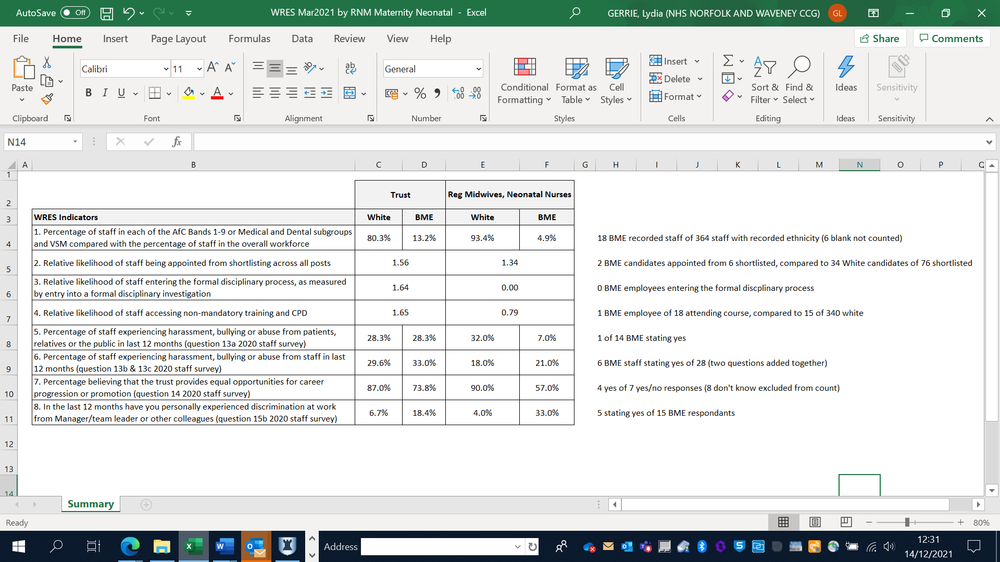 AutoSave Off WRES Mar2021 by RNM Maternity Neonatal - Excel GERRIE, Lydia (NHS NORFOLK AND WAVENEY CCG) GL
File Home Insert Page Layout Formulas Data Review View Help Share Comments
Calibri 11 General
Paste
B I U
Conditional Formatting
Format as Table
Cell Styles
Insert
Delete
Format
Sort & Filter
Find & Select
Ideas
Sensitivity
Clipboard Font Alignment Number Styles Cells Editing Ideas Sensitivity
N14 fx
A B C D E F G H I J K L M N O P Q
1
2 Trust Reg Midwives, Neonatal Nurses
3 WRES Indicators White BME White BME
1. Percentage of staff in each of the AfC Bands 1-9 or Medical and Dental subgroups
and VSM compared with the percentage of staff in the overall workforce
4 80.3% 13.2% 93.4% 4.9% 18 BME recorded staff of 364 staff with recorded ethnicity (6 blank not counted)
5 2. Relative likelihood of staff being appointed from shortlisting across all posts 1.56 1.34 2 BME candidates appointed from 6 shortlisted, compared to 34 White candidates of 76 shortlisted
3. Relative likelihood of staff entering the formal disciplinary process, as measured
by entry into a formal disciplinary investigation
6 1.64 0.00 0 BME employees entering the formal discplinary process
7 4. Relative likelihood of staff accessing non-mandatory training and CPD 1.65 0.79 1 BME employee of 18 attending course, compared to 15 of 340 white
5. Percentage of staff experiencing harassment, bullying or abuse from patients,
relatives or the public in last 12 months (question 13a 2020 staff survey)
8 28.3% 28.3% 32.0% 7.0% 1 of 14 BME stating yes
6. Percentage of staff experiencing harassment, bullying or abuse from staff in last
12 months (question 13b & 13c 2020 staff survey)
9 29.6% 33.0% 18.0% 21.0% 6 BME staff stating yes of 28 (two questions added together)
7. Percentage believing that the trust provides equal opportunities for career
progression or promotion (question 14 2020 staff survey)
10 87.0% 73.8% 90.0% 57.0% 4 yes of 7 yes/no responses (8 don't know excluded from count)
8. In the last 12 months have you personally experienced discrimination at work
from Manager/team leader or other colleagues (question 15b 2020 staff survey)
11 6.7% 18.4% 4.0% 33.0% 5 stating yes of 15 BME respondants
12
13
14
Summary
Ready 80%
Address
12:31
14/12/2021